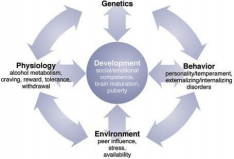 Genetics
Physiology
alcohol metabolism,
craving, reward, tolerance,
withdrawal
Development
social/emotional
competence,
brain maturation,
puberty
Behavior
personality/temperament,
externalizing/internalizing
disorders
Environment
peer influence,
stress,
availability